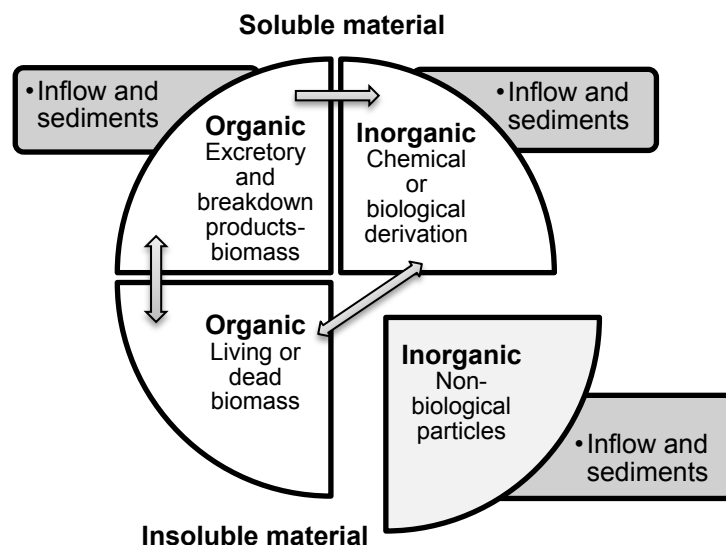 Soluble material
•Inflow and
sediments
•Inflow and
sediments
Organic
Excretory
and
breakdown
products-
biomass
Inorganic
Chemical
or
biological
derivation
Organic
Living or
dead
biomass
Inorganic
Non-
biological
particles
•Inflow and
sediments
Insoluble material